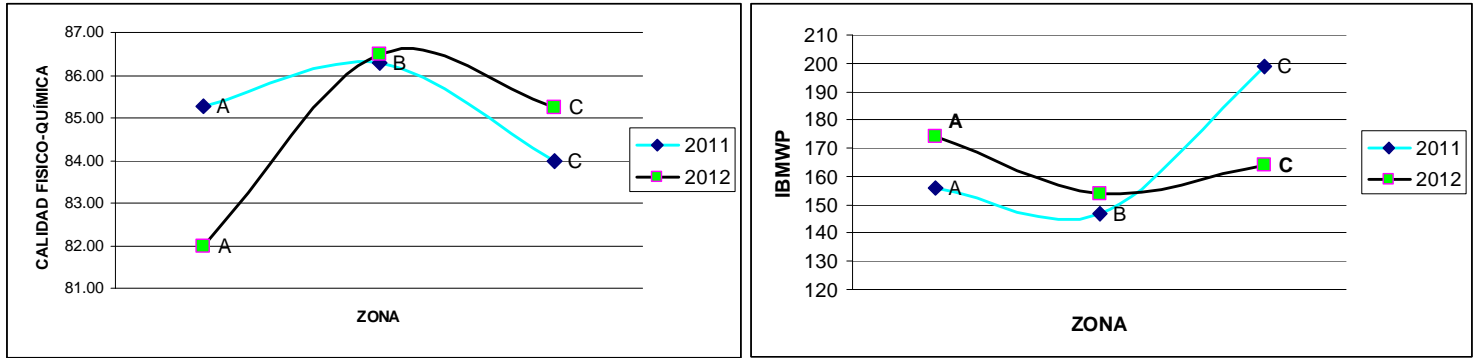 CALIDAD FISICO-QUÍMICA
87.00
86.00
85.00
84.00
83.00
82.00
81.00
A
B
C
C
A
ZONA
2011
2012
IBMWP
210
200
190
180
170
160
150
140
130
120
A
A
B
C
C
ZONA
2011
2012